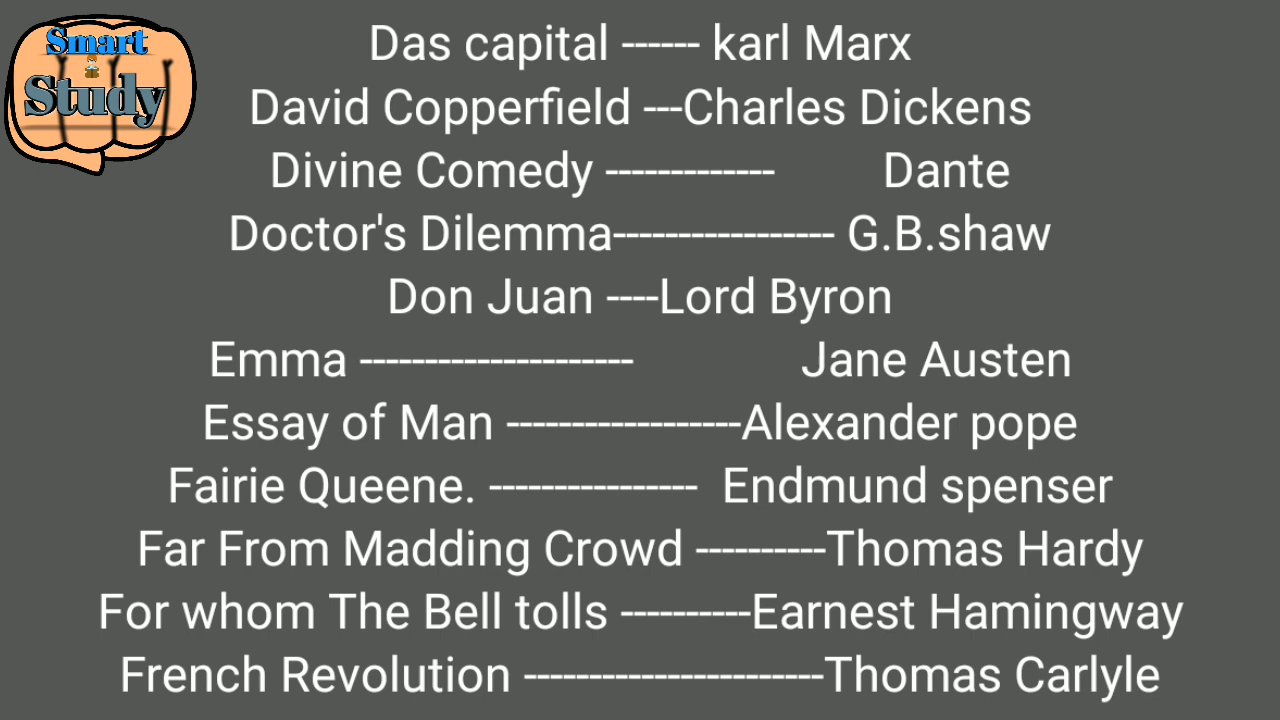 Smart
Study
Das capital ------ karl Marx
David Copperfield ---Charles Dickens
Divine Comedy ------------- Dante
Doctor's Dilemma----------------- G.B.shaw
Don Juan ----Lord Byron
Emma --------------------- Jane Austen
Essay of Man ------------------Alexander pope
Fairie Queene. ---------------- Endmund spenser
Far From Madding Crowd ----------Thomas Hardy
For whom The Bell tolls ----------Earnest Hamingway
French Revolution -----------------------Thomas Carlyle